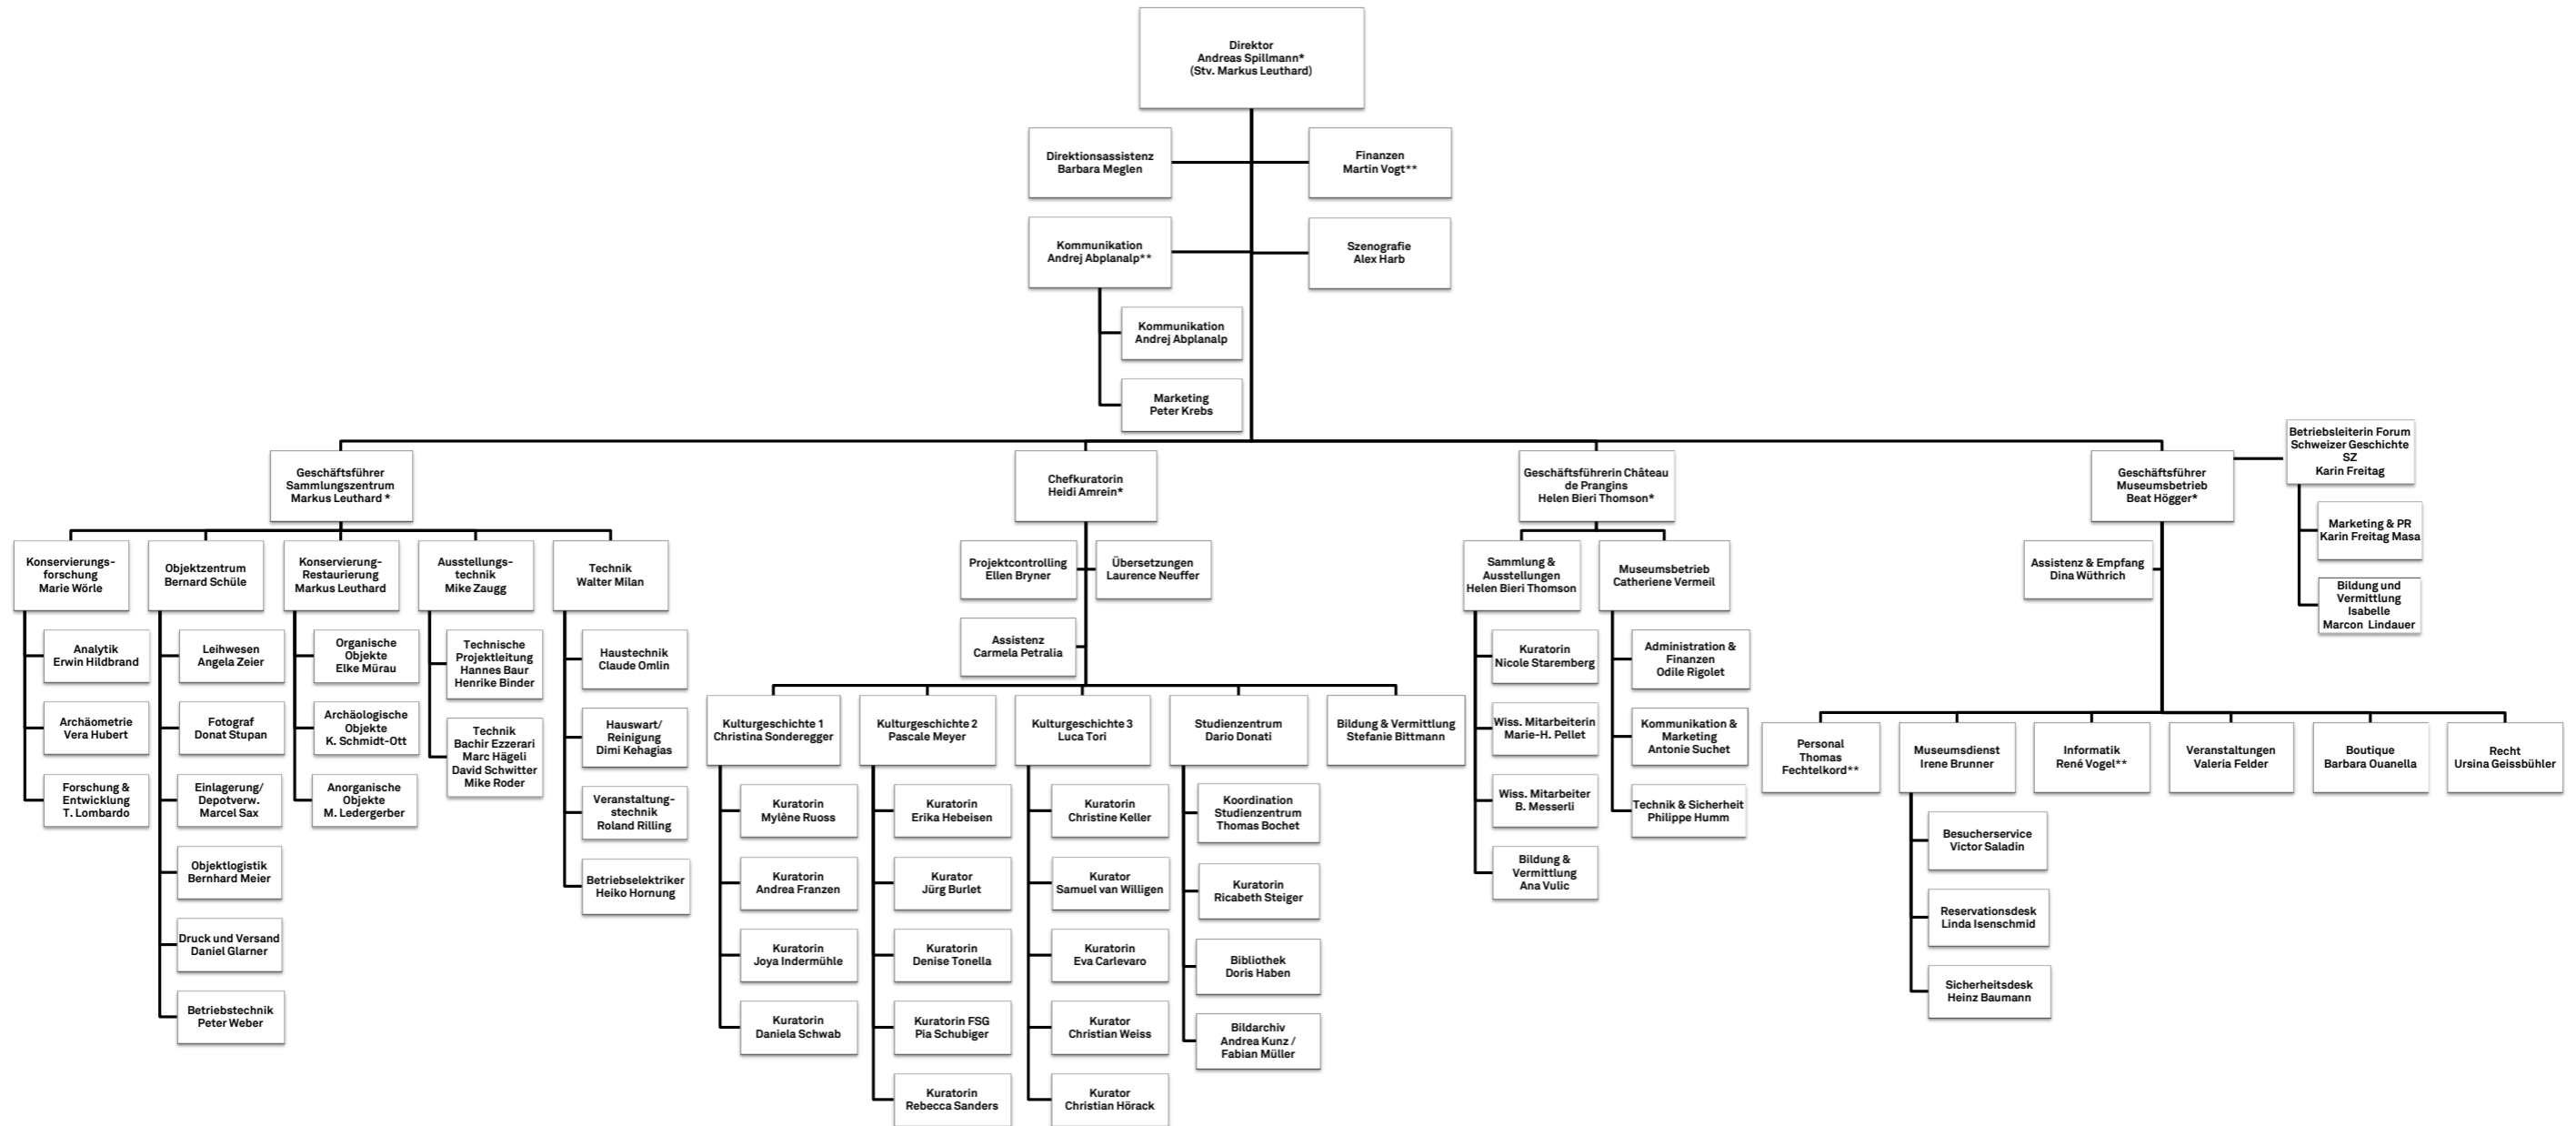 Direktor
Andreas Spillmann*
(Stv. Markus Leuthard)
Direktionsassistenz
Barbara Meglen
Finanzen
Martin Vogt**
Kommunikation
Andrej Abplanalp**
Szenografie
Alex Harb
Kommunikation
Andrej Abplanalp
Marketing
Peter Krebs
Geschäftsführer
Sammlungszentrum
Markus Leuthard *
Chefkuratorin
Heidi Amrein*
Geschäftsführerin Château
de Prangins
Helen Bieri Thomson*
Geschäftsführer
Museumsbetrieb
Beat Högger*
Betriebsleiterin Forum
Schweizer Geschichte
SZ
Karin Freitag
Marketing & PR
Karin Freitag Masa
Bildung und
Vermittlung
Isabelle
Marcon  Lindauer
Konservierungs-
forschung
Marie Wörle
Objektzentrum
Bernard Schüle
Konservierung-
Restaurierung
Markus Leuthard
Ausstellungs-
technik
Mike Zaugg
Technik
Walter Milan
Analytik
Erwin Hildbrand
Archäometrie
Vera Hubert
Forschung &
Entwicklung
T. Lombardo
Leihwesen
Angela Zeier
Fotograf
Donat Stupan
Einlagerung/
Depotverw.
Marcel Sax
Objektlogistik
Bernhard Meier
Druck und Versand
Daniel Glarner
Betriebstechnik
Peter Weber
Organische
Objekte
Elke Mürau
Archäologische
Objekte
K. Schmidt-Ott
Anorganische
Objekte
M. Ledergerber
Technische
Projektleitung
Hannes Baur
Henrike Binder
Technik
Bachir Ezzerari
Marc Hägeli
David Schwitter
Mike Roder
Haustechnik
Claude Omlin
Hauswart/
Reinigung
Dimi Kehagias
Veranstaltung-
stechnik
Roland Rilling
Betriebselektriker
Heiko Hornung
Projektcontrolling
Ellen Bryner
Übersetzungen
Laurence Neuffer
Assistenz
Carmela Petralia
Kulturgeschichte 1
Christina Sonderegger
Kulturgeschichte 2
Pascale Meyer
Kulturgeschichte 3
Luca Tori
Studienzentrum
Dario Donati
Bildung & Vermittlung
Stefanie Bittmann
Kuratorin
Mylène Ruoss
Kuratorin
Andrea Franzen
Kuratorin
Joya Indermühle
Kuratorin
Daniela Schwab
Kuratorin
Erika Hebeisen
Kurator
Jürg Burlet
Kuratorin
Denise Tonella
Kuratorin FSG
Pia Schubiger
Kuratorin
Rebecca Sanders
Kuratorin
Christine Keller
Kurator
Samuel van Willigen
Kuratorin
Eva Carlevaro
Kurator
Christian Weiss
Kurator
Christian Hörack
Koordination
Studienzentrum
Thomas Bochet
Kuratorin
Ricabeth Steiger
Bibliothek
Doris Haben
Bildarchiv
Andrea Kunz /
Fabian Müller
Sammlung &
Ausstellungen
Helen Bieri Thomson
Museumsbetrieb
Catheriene Vermeil
Kuratorin
Nicole Staremberg
Wiss. Mitarbeiterin
Marie-H. Pellet
Wiss. Mitarbeiter
B. Messerli
Bildung &
Vermittlung
Ana Vulic
Administration &
Finanzen
Odile Rigolet
Kommunikation &
Marketing
Antonie Suchet
Technik & Sicherheit
Philippe Humm
Assistenz & Empfang
Dina Wüthrich
Personal
Thomas
Fechtelkord**
Museumsdienst
Irene Brunner
Informatik
René Vogel**
Veranstaltungen
Valeria Felder
Boutique
Barbara Ouanella
Recht
Ursina Geissbühler
Besucherservice
Victor Saladin
Reservationsdesk
Linda Isenschmid
Sicherheitsdesk
Heinz Baumann